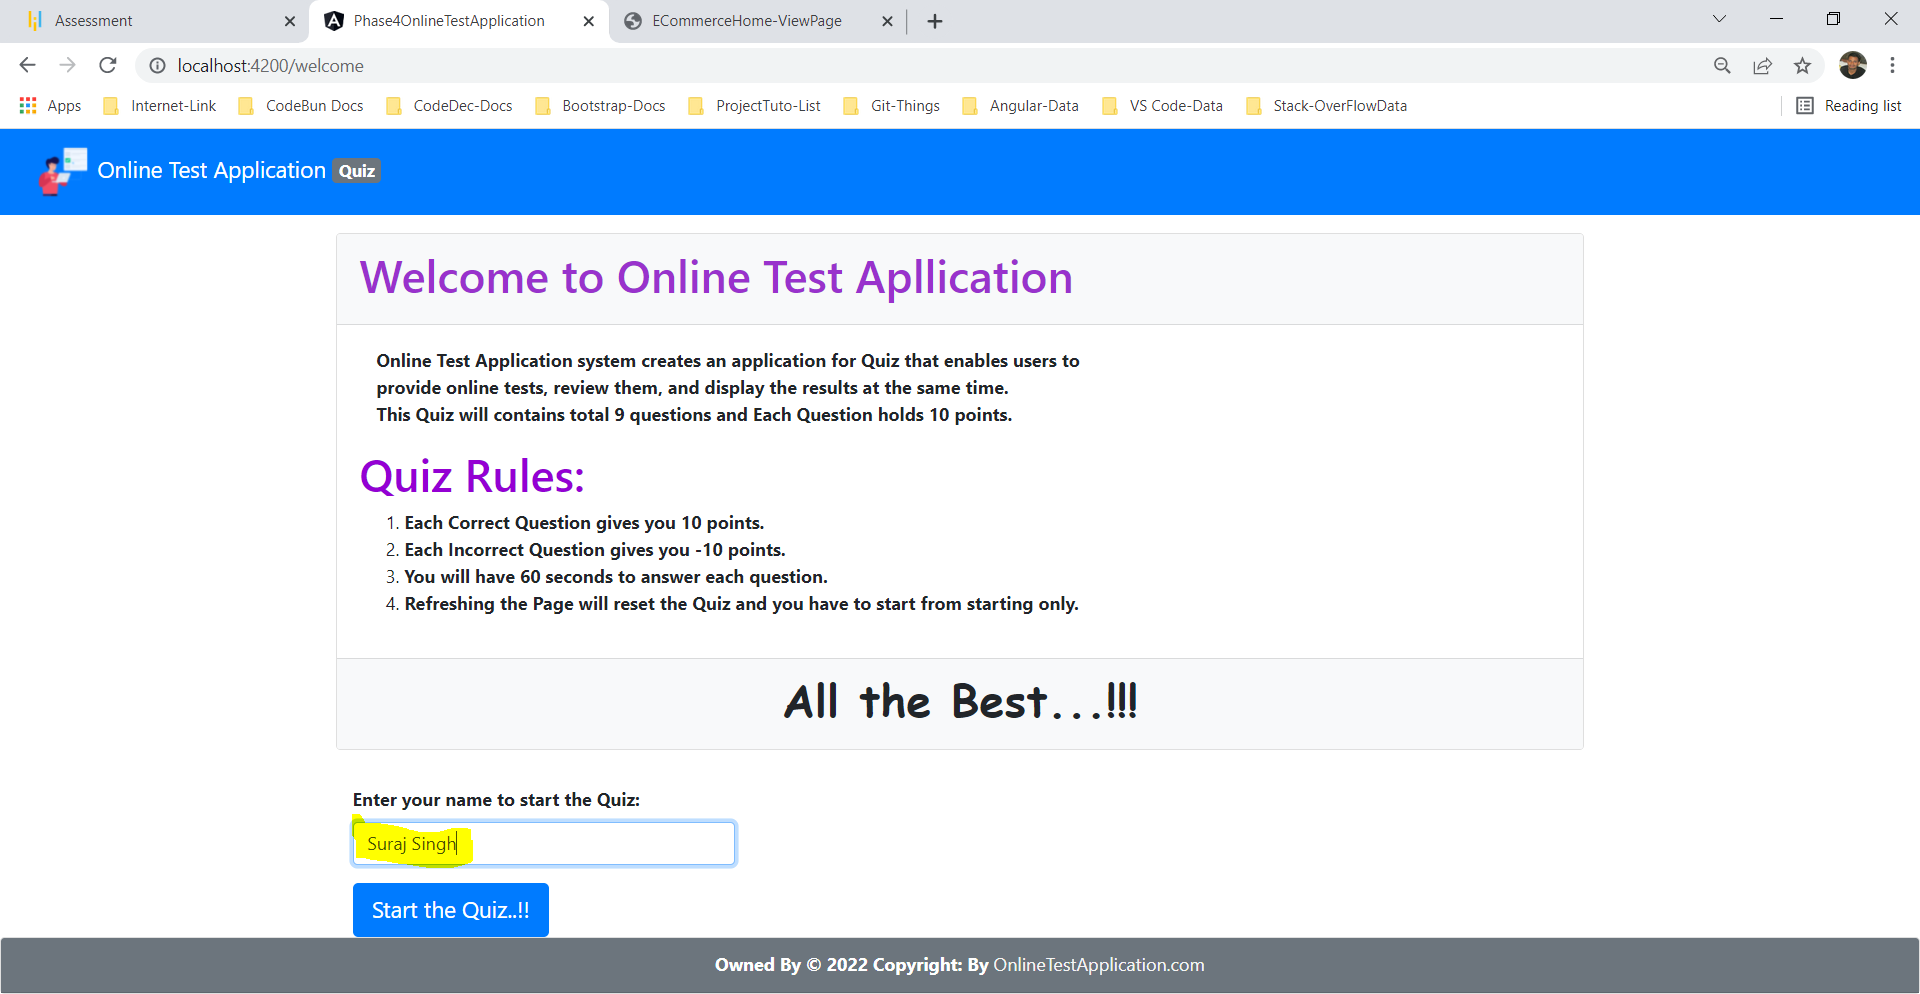 Assessment
Phase4OnlineTestApplication
ECommerceHome-ViewPage
localhost:4200/welcome
Apps
Internet-Link
CodeBun Docs
CodeDec-Docs
Bootstrap-Docs
ProjectTuto-List
Git-Things
Angular-Data
VS Code-Data
Stack-OverFlowData
Reading list
Online Test Application Quiz
Welcome to Online Test Apllication
Online Test Application system creates an application for Quiz that enables users to
provide online tests, review them, and display the results at the same time.
This Quiz will contains total 9 questions and Each Question holds 10 points.
Quiz Rules:
1. Each Correct Question gives you 10 points.
2. Each Incorrect Question gives you -10 points.
3. You will have 60 seconds to answer each question.
4. Refreshing the Page will reset the Quiz and you have to start from starting only.
All the Best...!!!
Enter your name to start the Quiz:
Suraj Singh
Start the Quiz..!!
Owned By © 2022 Copyright: By OnlineTestApplication.com